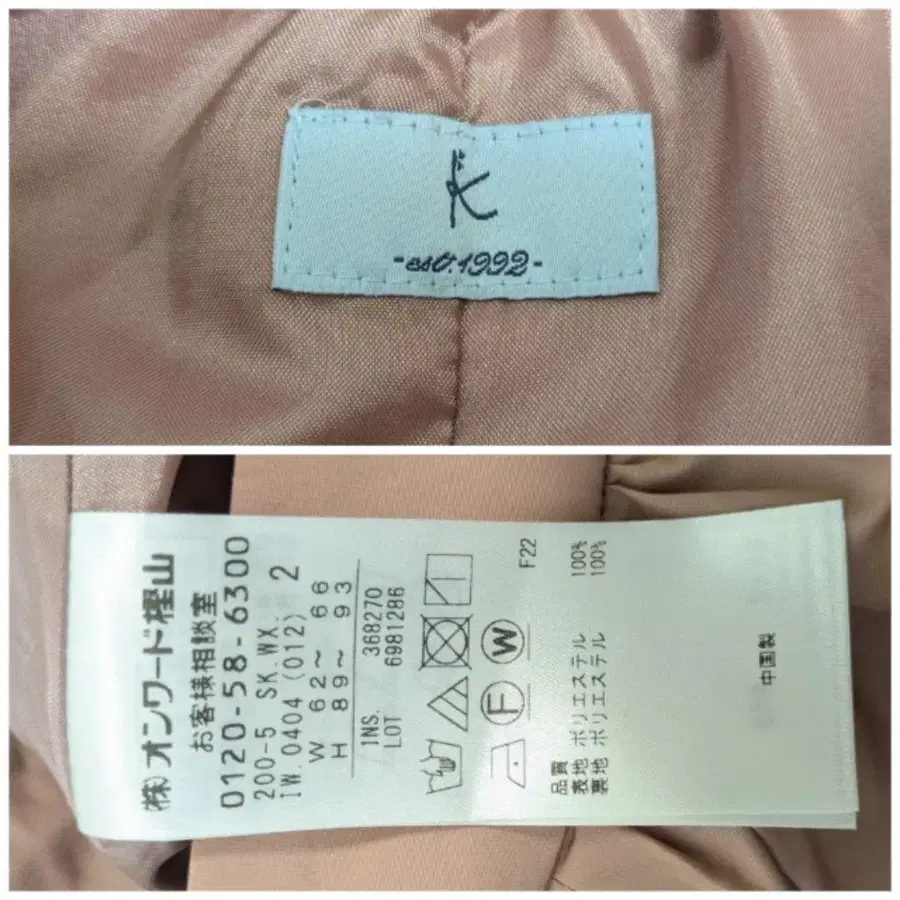 K
-est.1992-
(株)オンワード樫山
お客様相談室
0120-58-6300
200-5 SK.WX.
IW.0404(012) 2
W 62～ 66
H 89～ 93
INS. 368270
LOT 6981286
F W
F22
品質
表地 ポリエステル 100%
裏地 ポリエステル 100%
中国製